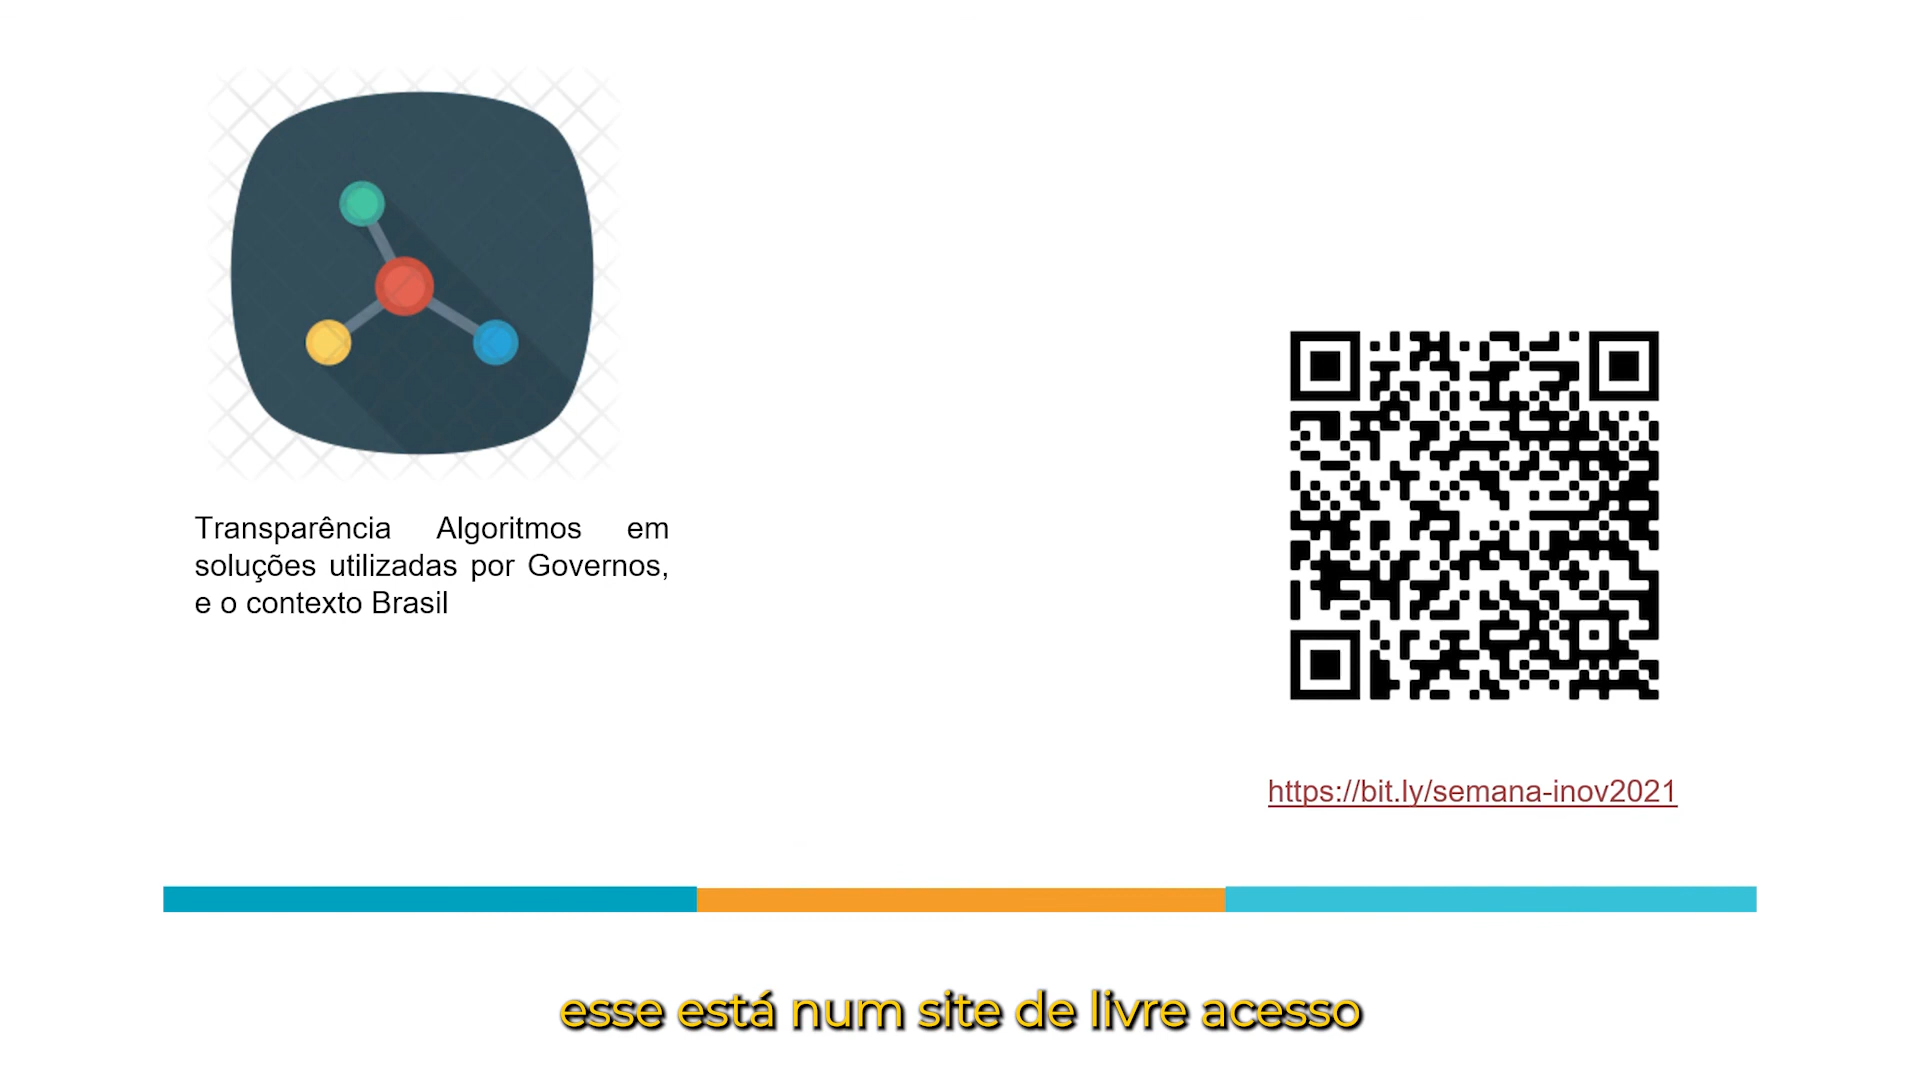 Transparência Algoritmos em
soluções utilizadas por Governos,
e o contexto Brasil
https://bit.ly/semana-inov2021
esse está num site de livre acesso